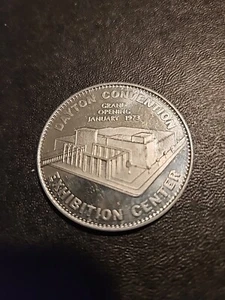 DAYTON CONVENTION
GRAND
OPENING
JANUARY 1973
EXHIBITION CENTER